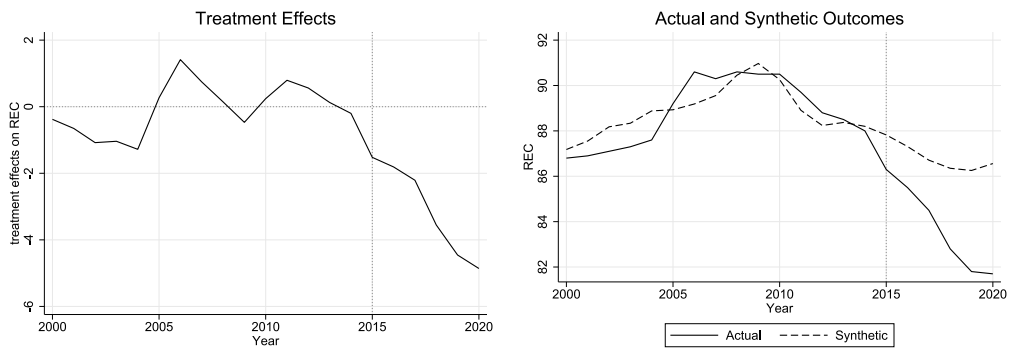 Treatment Effects
treatment effects on REC
2
0
-2
-4
-6
2000
2005
2010
2015
2020
Year
Actual and Synthetic Outcomes
REC
92
90
88
86
84
82
2000
2005
2010
2015
2020
Year
Actual
Synthetic